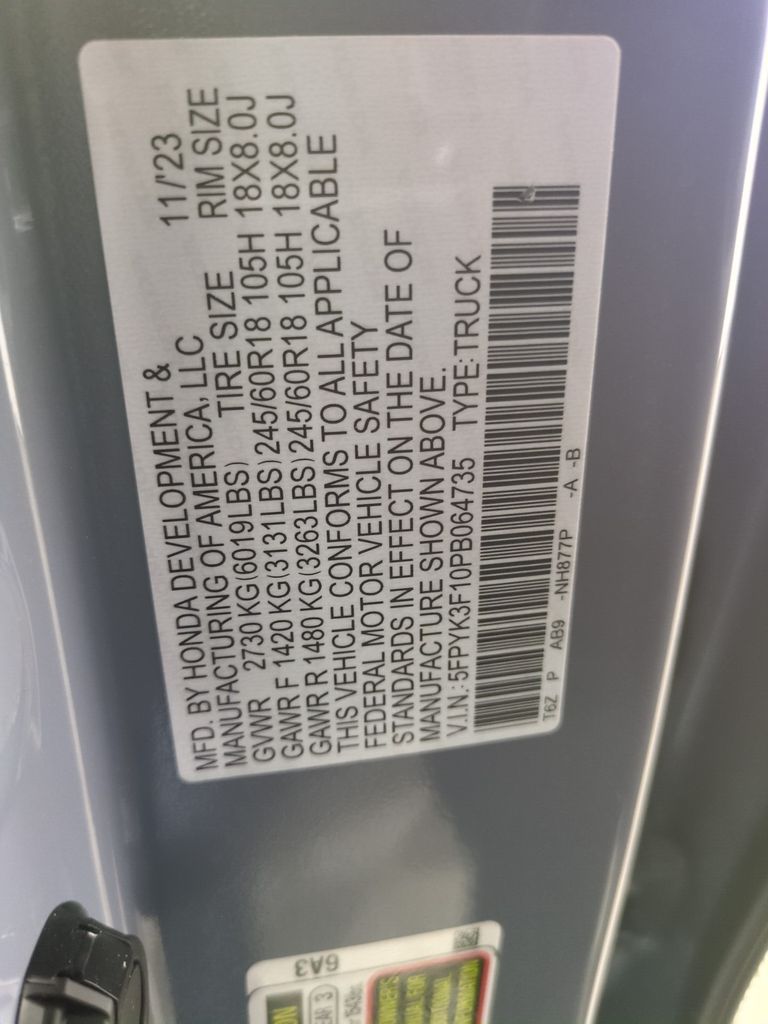 MFD. BY HONDA DEVELOPMENT & 11/'23
MANUFACTURING OF AMERICA, LLC
GVWR 2730 KG(6019LBS) TIRE SIZE RIM SIZE
GAWR F 1420 KG(3131LBS) 245/60R18 105H 18X8.0J
GAWR R 1480 KG(3263LBS) 245/60R18 105H 18X8.0J
THIS VEHICLE CONFORMS TO ALL APPLICABLE
FEDERAL MOTOR VEHICLE SAFETY
STANDARDS IN EFFECT ON THE DATE OF
MANUFACTURE SHOWN ABOVE.
V.I.N.: 5FPYK3F10PB064735 TYPE:TRUCK
T6Z P AB9 -NH877P -A -B
6A3